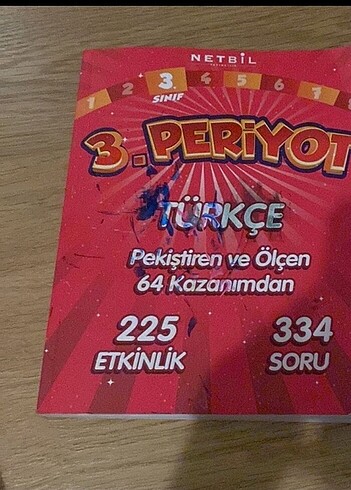 NETBİL
YAYINCILIK
1 2 3. 4 5 6 7
SINIF
3. PERİYOT
TÜRKÇE
Pekiştiren ve Ölçen
64 Kazanımdan
225 334
ETKİNLİK SORU